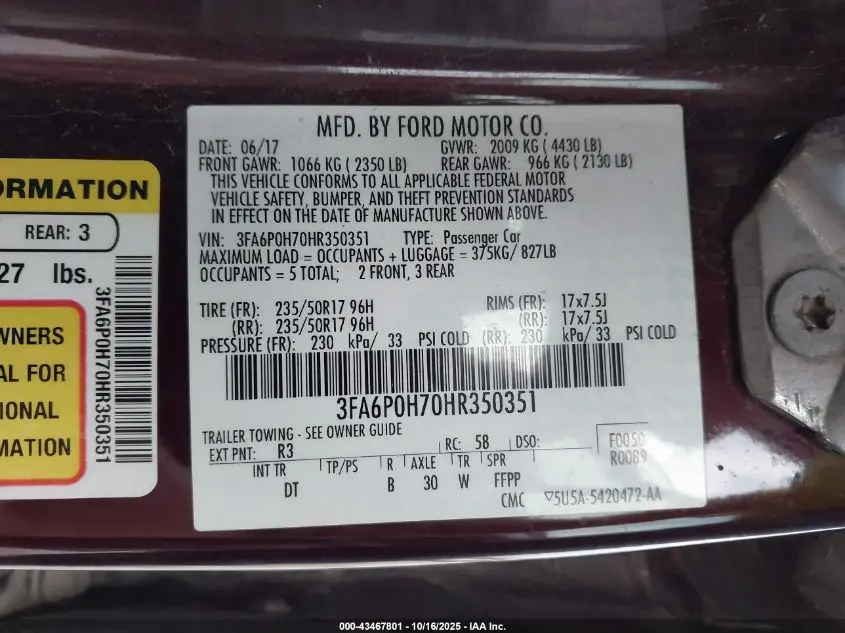 ORMATION
REAR: 3
27 lbs.
WNERS
AL FOR
IONAL
ION
3FA6P0H70HR350351
MFD. BY FORD MOTOR CO.
DATE: 06/17 GVWR: 2009 KG ( 4430 LB)
FRONT GAWR: 1066 KG ( 2350 LB) REAR GAWR: 966 KG ( 2130 LB)
THIS VEHICLE CONFORMS TO ALL APPLICABLE FEDERAL MOTOR
VEHICLE SAFETY, BUMPER, AND THEFT PREVENTION STANDARDS
IN EFFECT ON THE DATE OF MANUFACTURE SHOWN ABOVE.
VIN: 3FA6P0H70HR350351 TYPE: Passenger Car
MAXIMUM LOAD = OCCUPANTS + LUGGAGE = 375KG/ 827LB
OCCUPANTS = 5 TOTAL; 2 FRONT, 3 REAR
TIRE (FR): 235/50R17 96H RIMS (FR): 17x7.5J
(RR): 235/50R17 96H (RR): 17x7.5J
PRESSURE (FR): 230 kPa/ 33 PSI COLD (RR): 230 kPa/ 33 PSI COLD
3FA6P0H70HR350351
TRAILER TOWING - SEE OWNER GUIDE
EXT PNT: R3 RC: 58 DSO: F0050
R0089
INT TR TP/PS R AXLE TR SPR
DT B 30 W FFPP
CMC ▽5U5A-5420472-AA
000-43467801 - 10/16/2025 - IAA Inc.